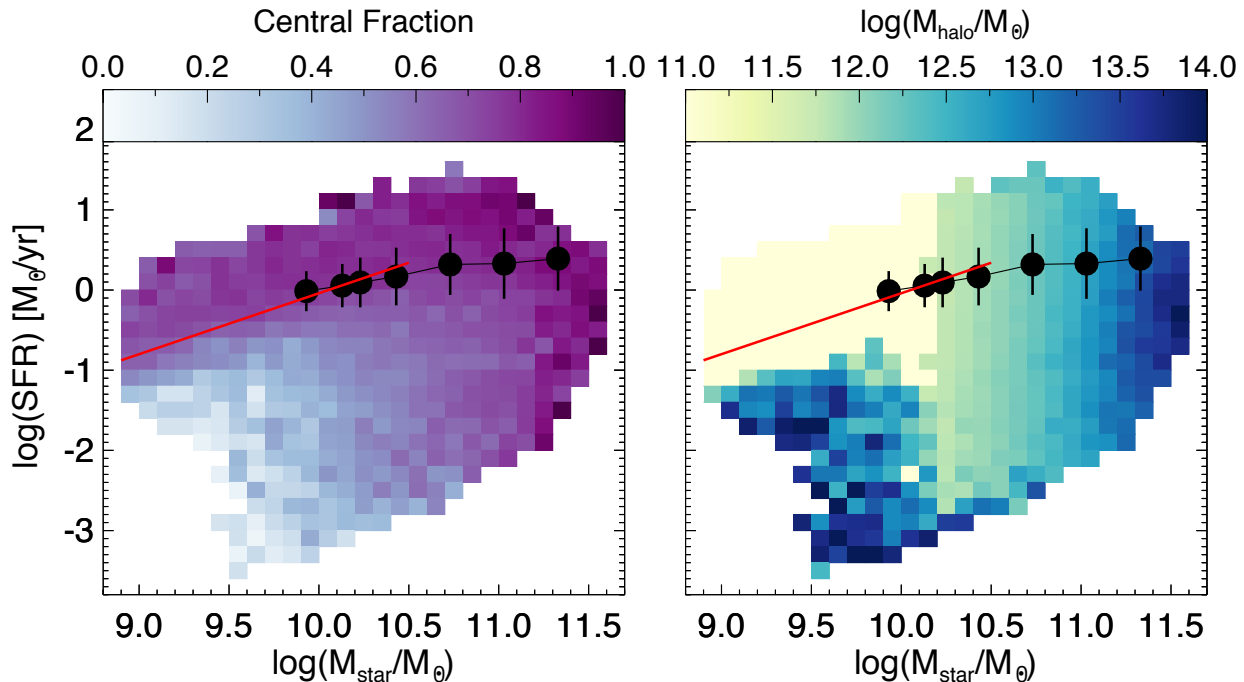 Central Fraction
log(M_halo/M_⊙)
0.0 0.2 0.4 0.6 0.8 1.0
11.0 11.5 12.0 12.5 13.0 13.5 14.0
2
1
0
-1
-2
-3
log(SFR) [M_⊙/yr]
9.0 9.5 10.0 10.5 11.0 11.5
9.0 9.5 10.0 10.5 11.0 11.5
log(M_star/M_⊙)
log(M_star/M_⊙)